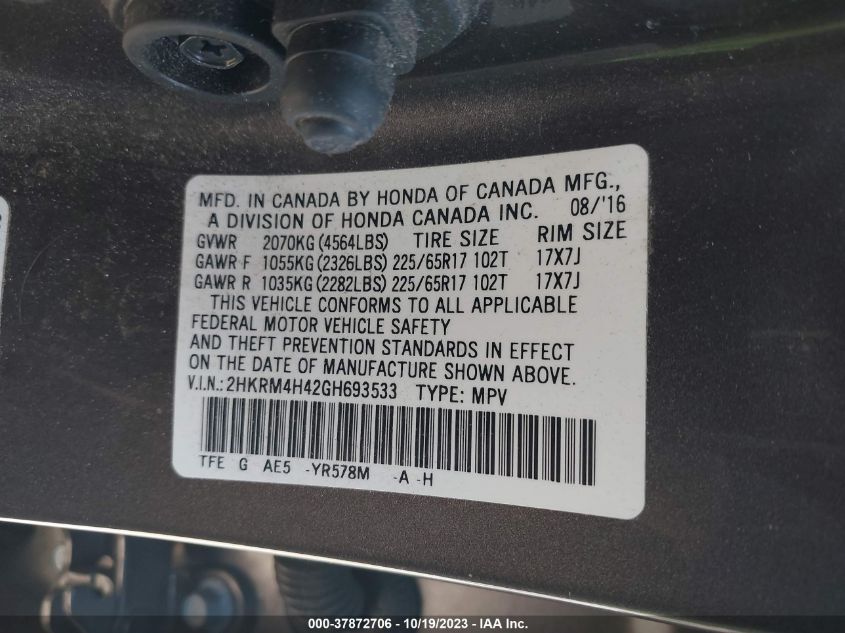 MFD. IN CANADA BY HONDA OF CANADA MFG.,
A DIVISION OF HONDA CANADA INC. 08/'16
GVWR 2070KG (4564LBS) TIRE SIZE RIM SIZE
GAWR F 1055KG (2326LBS) 225/65R17 102T 17X7J
GAWR R 1035KG (2282LBS) 225/65R17 102T 17X7J
THIS VEHICLE CONFORMS TO ALL APPLICABLE
FEDERAL MOTOR VEHICLE SAFETY
AND THEFT PREVENTION STANDARDS IN EFFECT
ON THE DATE OF MANUFACTURE SHOWN ABOVE.
V.I.N.: 2HKRM4H42GH693533 TYPE: MPV
TFE G AE5 -YR578M -A -H
000-37872706 - 10/19/2023 - IAA Inc.